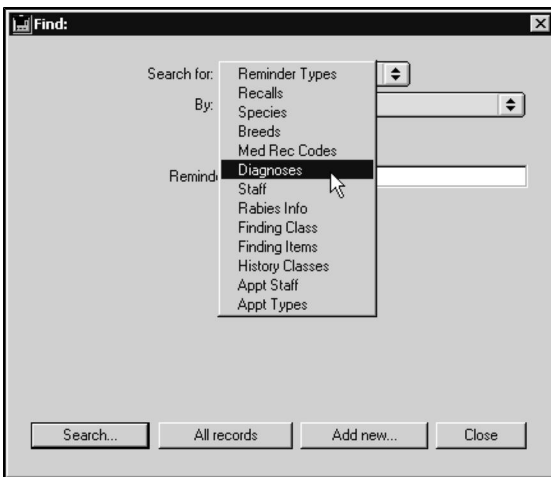 Find:
Search for:
Reminder Types
Recalls
By:
Species
Breeds
Med Rec Codes
Diagnoses
Staff
Rabies Info
Finding Class
Finding Items
History Classes
Appt Staff
Appt Types
Search...
All records
Add new...
Close